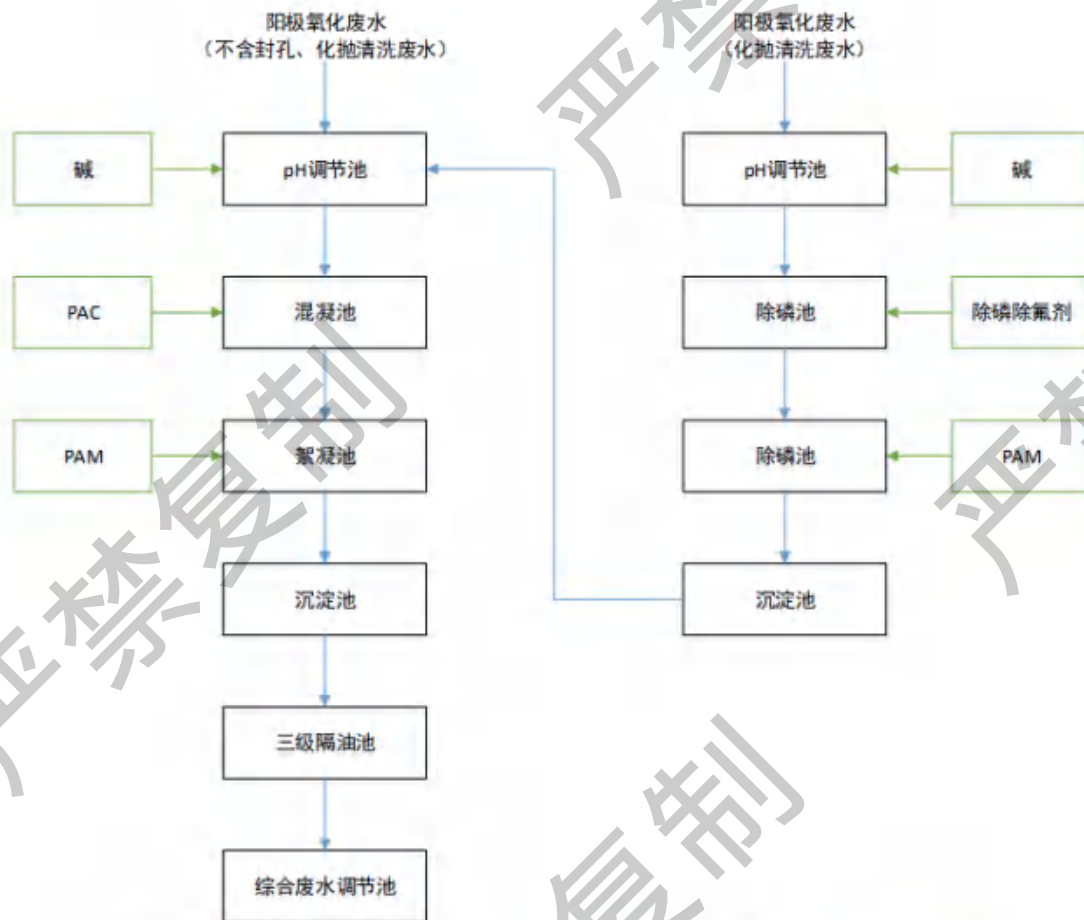 阳极氧化废水
（不含封孔、化抛清洗废水）
阳极氧化废水
（化抛清洗废水）
碱
pH调节池
pH调节池
碱
PAC
混凝池
除磷池
除磷除氟剂
PAM
絮凝池
除磷池
PAM
沉淀池
沉淀池
三级隔油池
综合废水调节池
严禁复制
严禁
严禁
复制